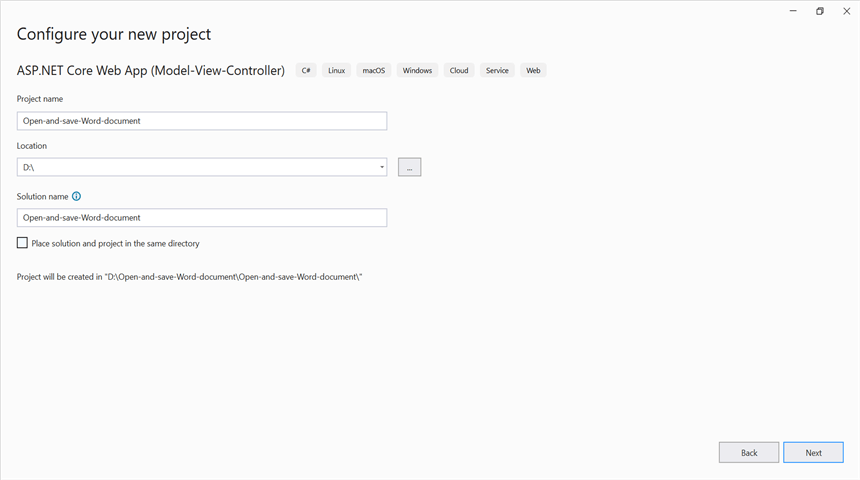 Configure your new project
ASP.NET Core Web App (Model-View-Controller) C# Linux macOS Windows Cloud Service Web
Project name
Open-and-save-Word-document
Location
D:\
...
Solution name
Open-and-save-Word-document
Place solution and project in the same directory
Project will be created in "D:\Open-and-save-Word-document\Open-and-save-Word-document\"
Back Next